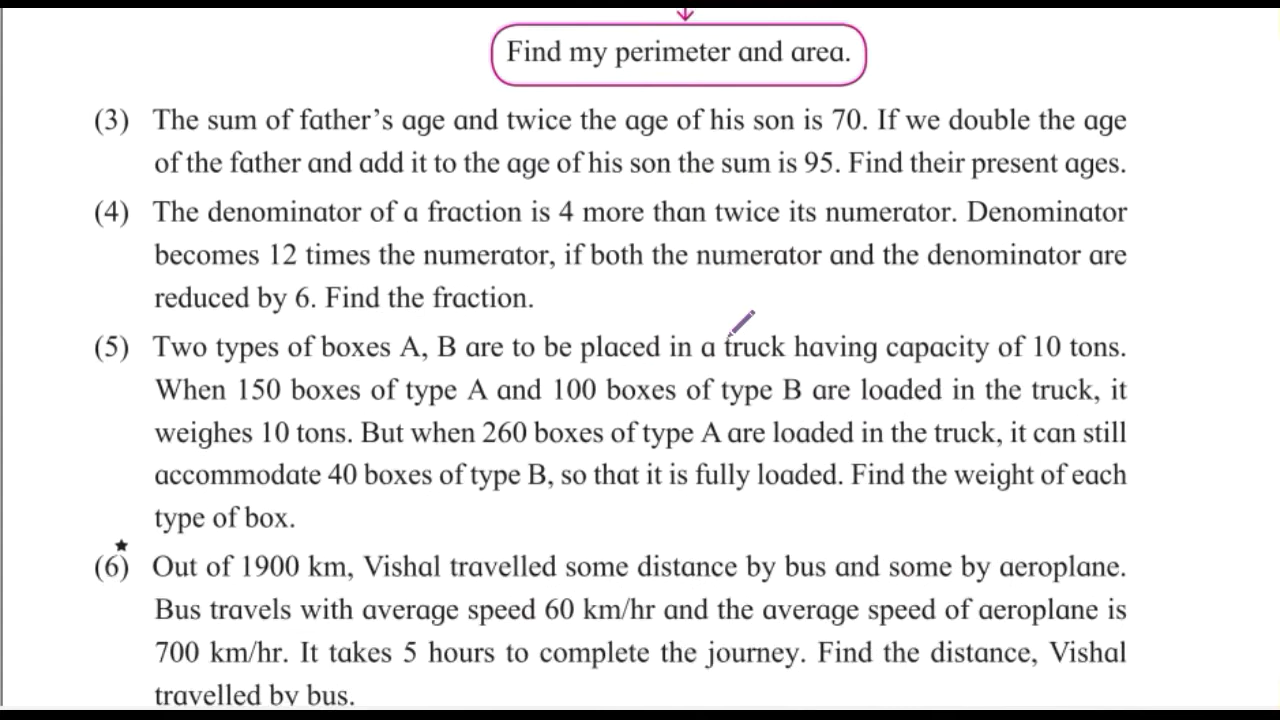 Find my perimeter and area.
(3) The sum of father's age and twice the age of his son is 70. If we double the age
of the father and add it to the age of his son the sum is 95. Find their present ages.
(4) The denominator of a fraction is 4 more than twice its numerator. Denominator
becomes 12 times the numerator, if both the numerator and the denominator are
reduced by 6. Find the fraction.
(5) Two types of boxes A, B are to be placed in a truck having capacity of 10 tons.
When 150 boxes of type A and 100 boxes of type B are loaded in the truck, it
weighes 10 tons. But when 260 boxes of type A are loaded in the truck, it can still
accommodate 40 boxes of type B, so that it is fully loaded. Find the weight of each
type of box.
(6) Out of 1900 km, Vishal travelled some distance by bus and some by aeroplane.
Bus travels with average speed 60 km/hr and the average speed of aeroplane is
700 km/hr. It takes 5 hours to complete the journey. Find the distance, Vishal
travelled by bus.